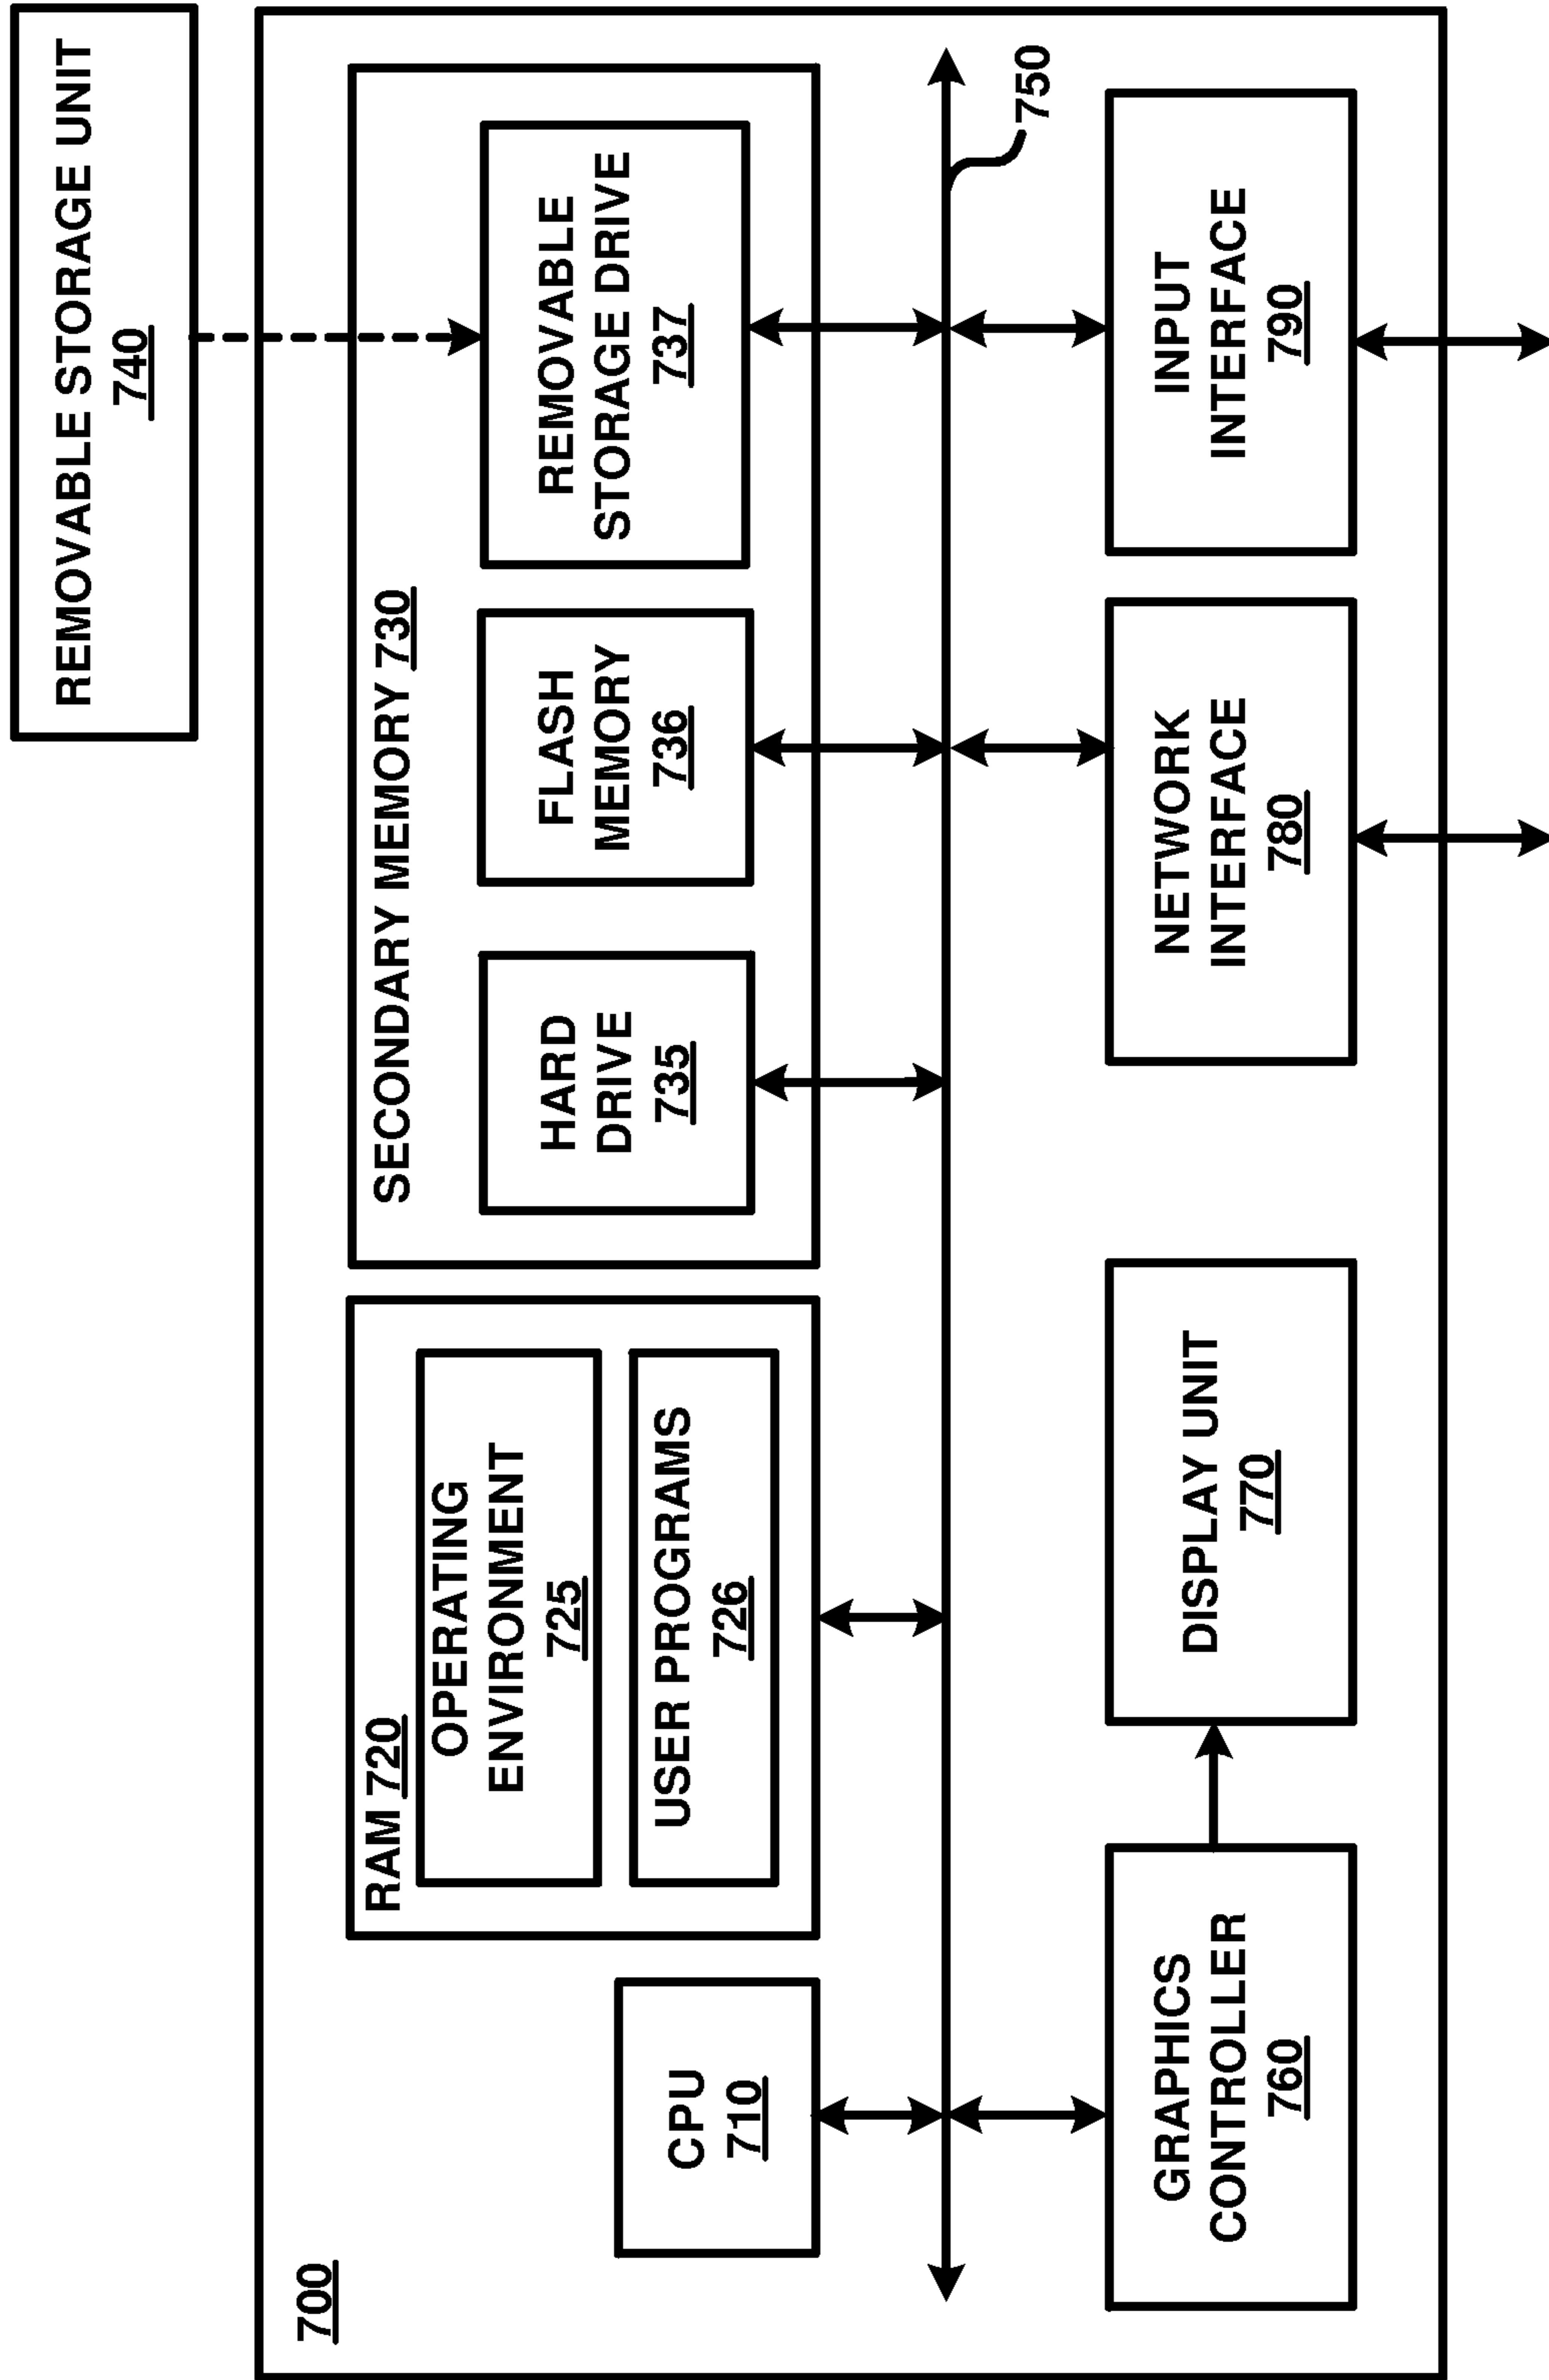 REMOVABLE STORAGE UNIT
740
700
RAM 720
OPERATING
ENVIRONMENT
725
USER PROGRAMS
726
SECONDARY MEMORY 730
HARD
DRIVE
735
FLASH
MEMORY
736
REMOVABLE
STORAGE DRIVE
737
CPU
710
750
GRAPHICS
CONTROLLER
760
DISPLAY UNIT
770
NETWORK
INTERFACE
780
INPUT
INTERFACE
790